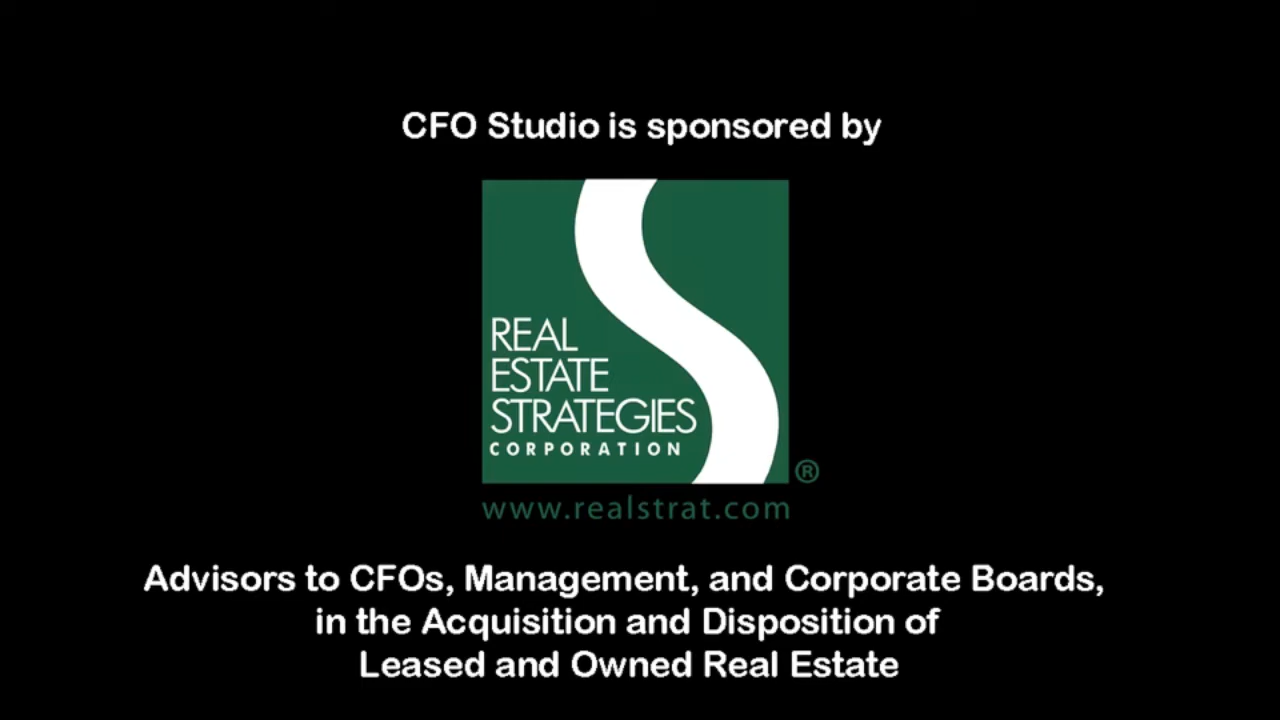 CFO Studio is sponsored by
REAL
ESTATE
STRATEGIES
CORPORATION
®
www.realstrat.com
Advisors to CFOs, Management, and Corporate Boards,
in the Acquisition and Disposition of
Leased and Owned Real Estate